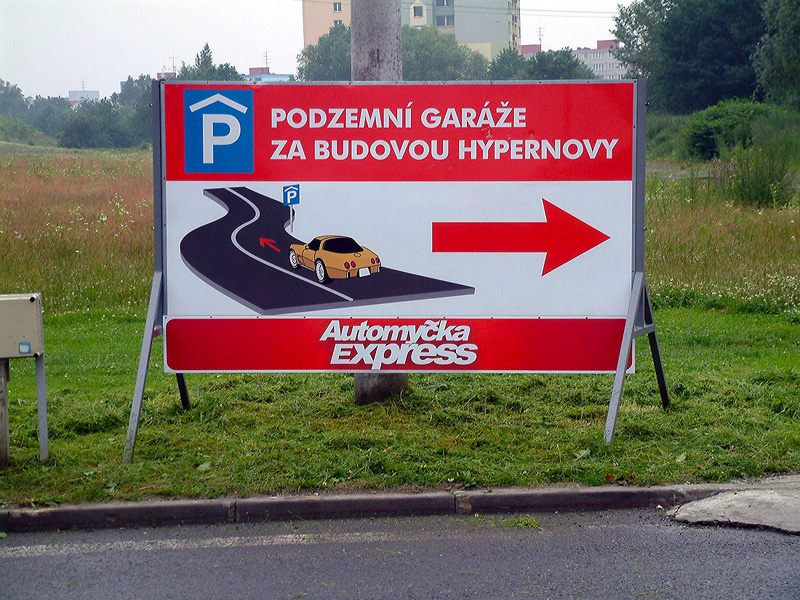 P
PODZEMNÍ GARÁŽE
ZA BUDOVOU HYPERNOVY
P
Automyčka
Express